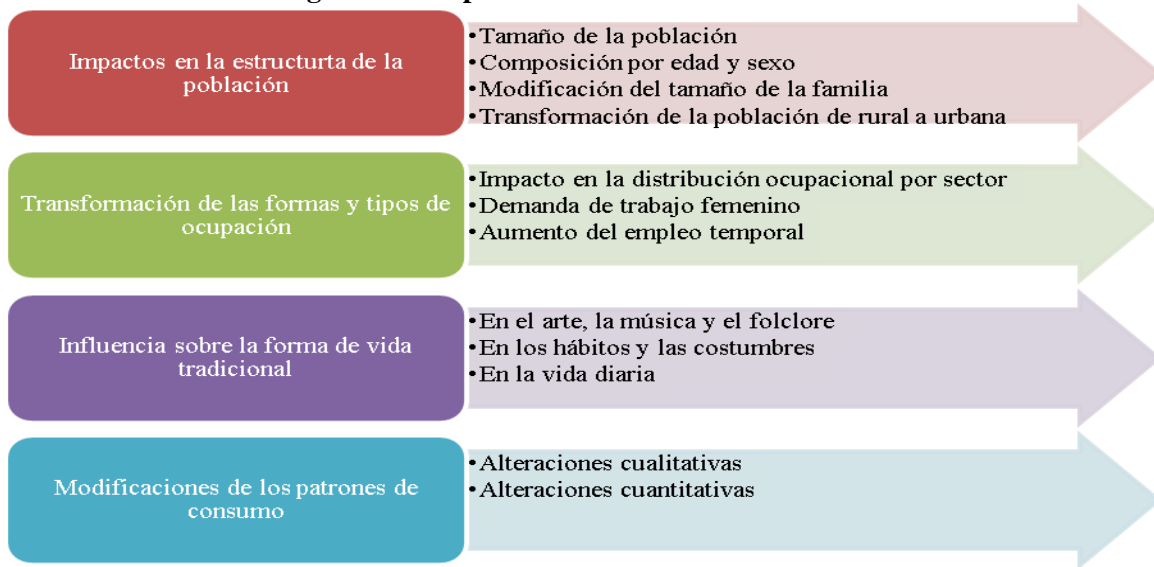 Impactos en la estructurta de la
población
•Tamaño de la población
•Composición por edad y sexo
•Modificación del tamaño de la familia
•Transformación de la población de rural a urbana
Transformación de las formas y tipos de
ocupación
•Impacto en la distribución ocupacional por sector
•Demanda de trabajo femenino
•Aumento del empleo temporal
Influencia sobre la forma de vida
tradicional
•En el arte, la música y el folclore
•En los hábitos y las costumbres
•En la vida diaria
Modificaciones de los patrones de
consumo
•Alteraciones cualitativas
•Alteraciones cuantitativas